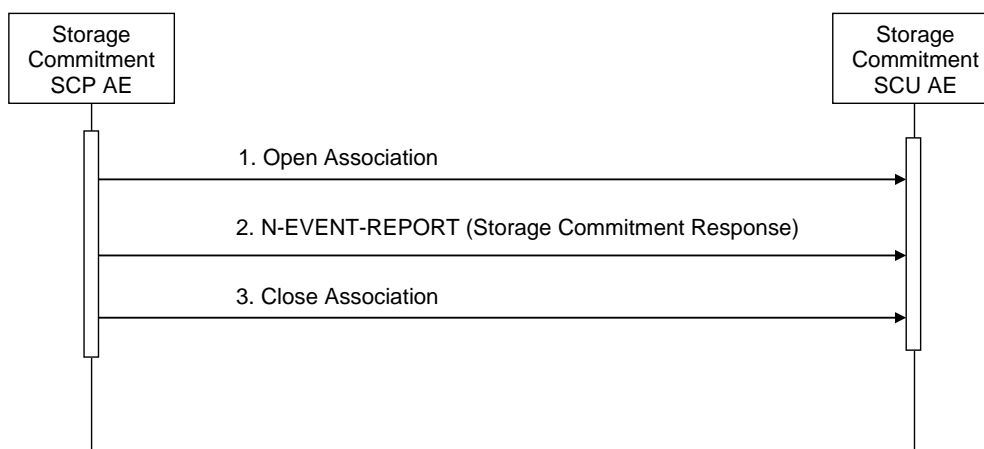 Storage
Commitment
SCP AE
Storage
Commitment
SCU AE
1. Open Association
2. N-EVENT-REPORT (Storage Commitment Response)
3. Close Association